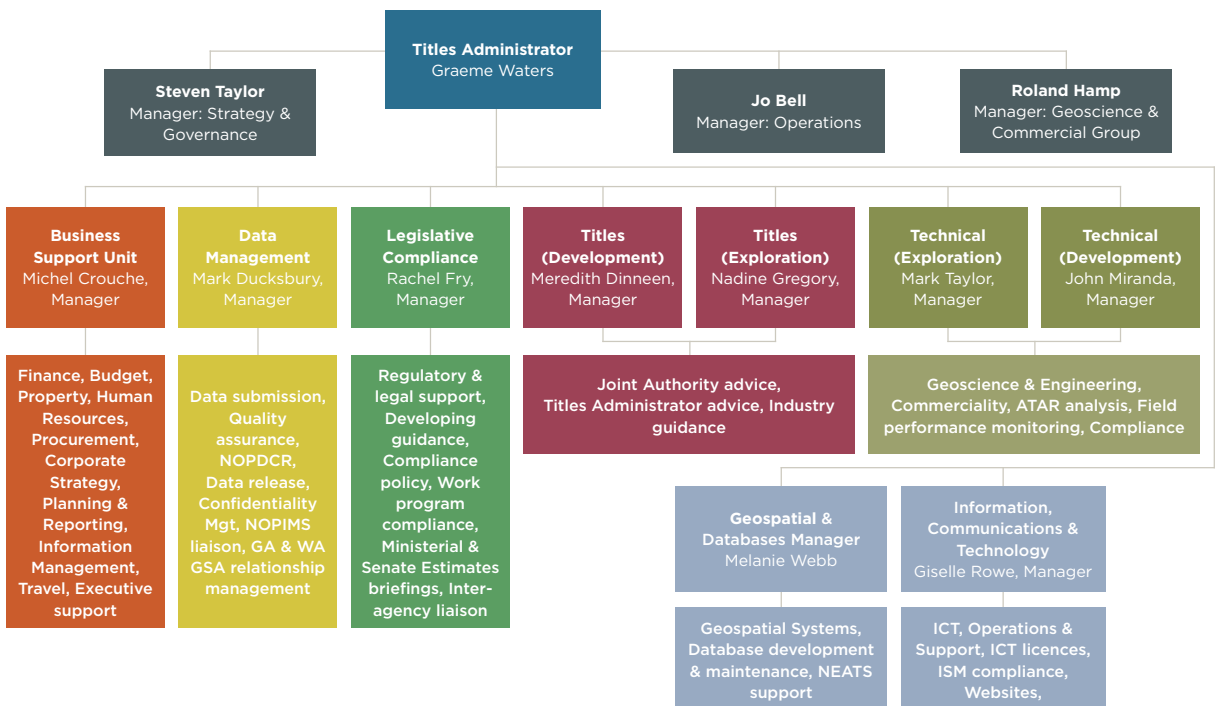 Titles Administrator
Graeme Waters
Steven Taylor
Manager: Strategy &
Governance
Jo Bell
Manager: Operations
Roland Hamp
Manager: Geoscience &
Commercial Group
Business
Support Unit
Michel Crouche,
Manager
Data
Management
Mark Ducksbury,
Manager
Legislative
Compliance
Rachel Fry,
Manager
Titles
(Development)
Meredith Dinneen,
Manager
Titles
(Exploration)
Nadine Gregory,
Manager
Technical
(Exploration)
Mark Taylor,
Manager
Technical
(Development)
John Miranda,
Manager
Finance, Budget,
Property, Human
Resources,
Procurement,
Corporate
Strategy,
Planning &
Reporting,
Information
Management,
Travel, Executive
support
Data submission,
Quality
assurance,
NOPDCR,
Data release,
Confidentiality
Mgt, NOPIMS
liaison, GA & WA
GSA relationship
management
Regulatory &
legal support,
Developing
guidance,
Compliance
policy, Work
program
compliance,
Ministerial &
Senate Estimates
briefings, Inter-
agency liaison
Joint Authority advice,
Titles Administrator advice, Industry
guidance
Geoscience & Engineering,
Commerciality, ATAR analysis, Field
performance monitoring, Compliance
Geospatial &
Databases Manager
Melanie Webb
Information,
Communications &
Technology
Giselle Rowe, Manager
Geospatial Systems,
Database development
& maintenance, NEATS
support
ICT, Operations &
Support, ICT licences,
ISM compliance,
Websites,